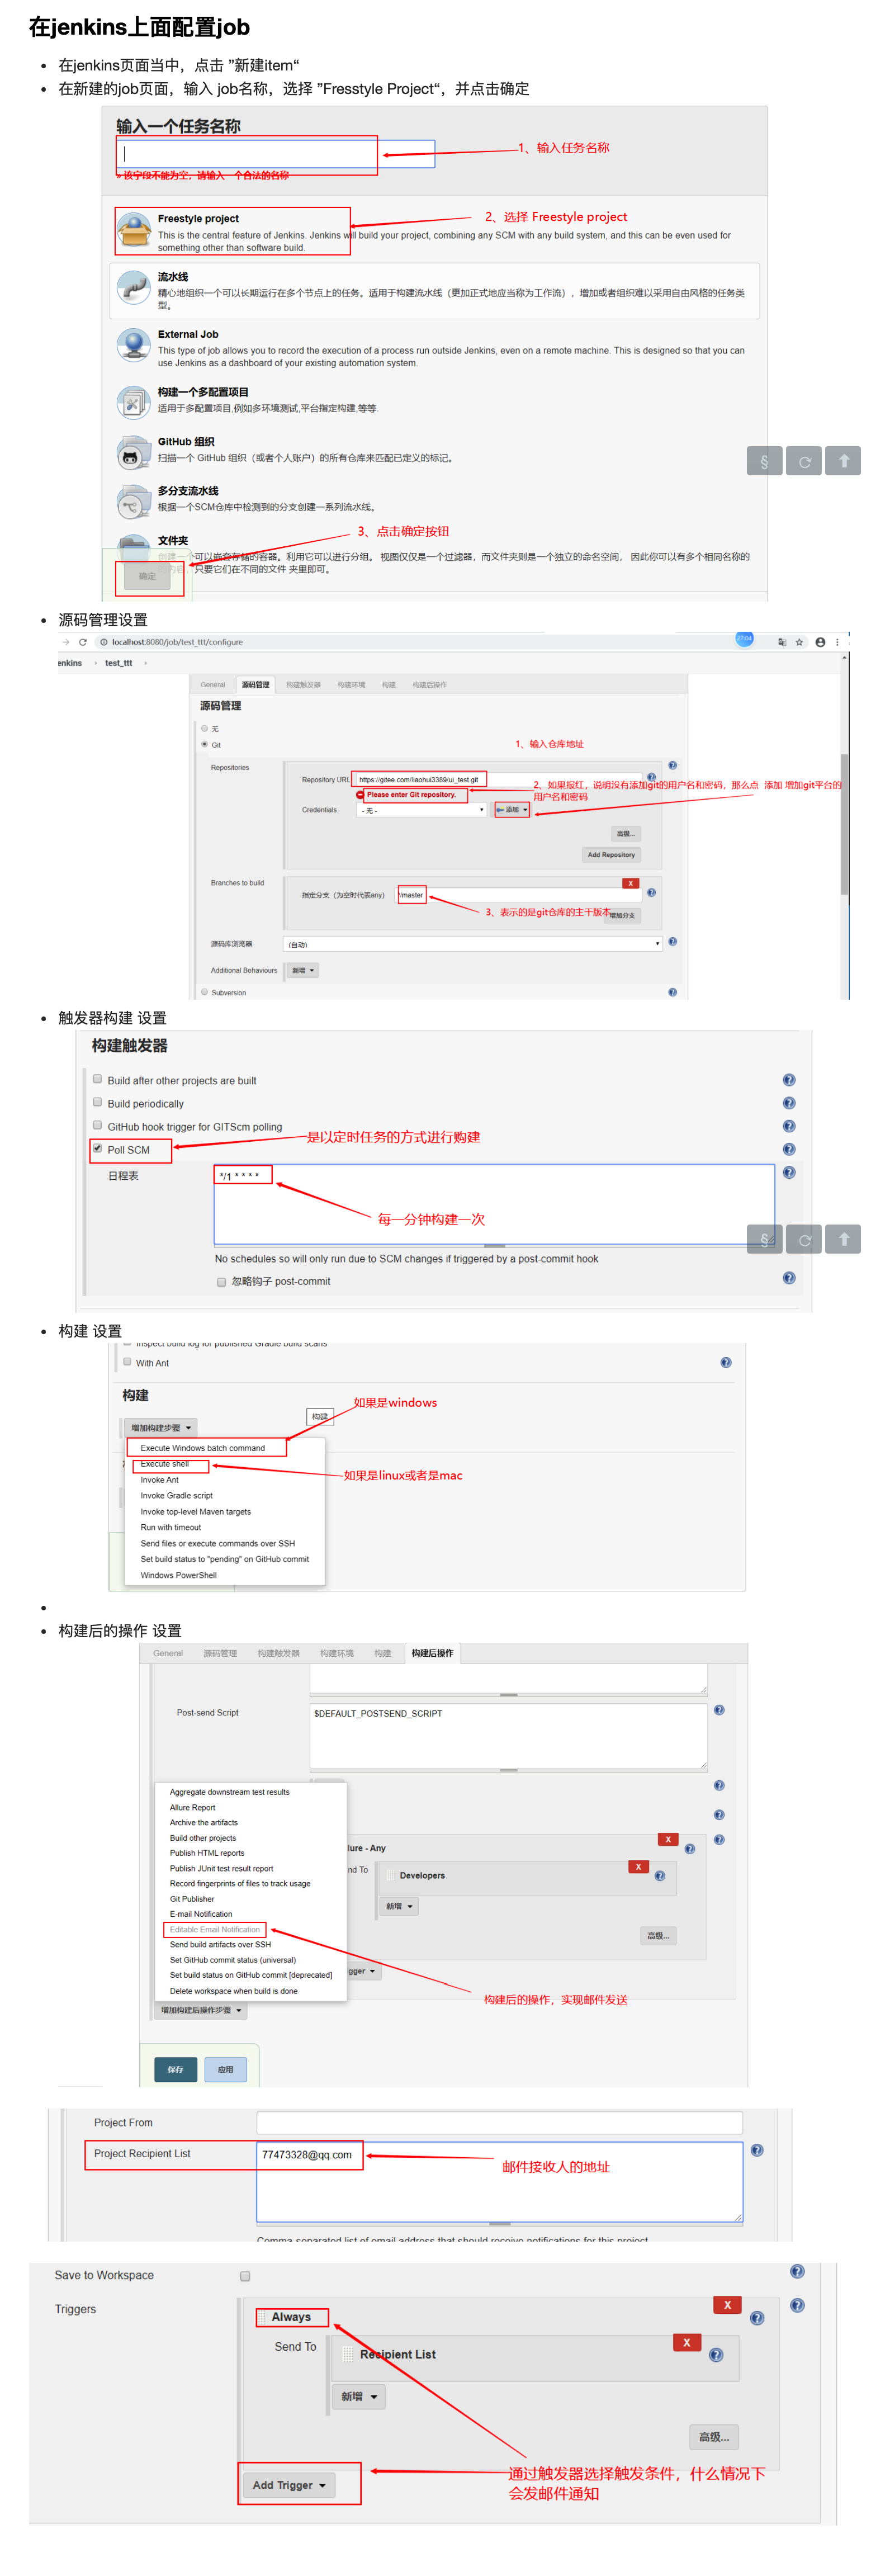 在jenkins上面配置job
在jenkins页面当中，点击 ”新建item“
在新建的job页面，输入 job名称，选择 ”Fresstyle Project“，并点击确定
输入一个任务名称
1、输入任务名称
» 该字段不能为空，请输入一个合法的名称
Freestyle project
2、选择 Freestyle project
This is the central feature of Jenkins. Jenkins will build your project, combining any SCM with any build system, and this can be even used for
something other than software build.
流水线
精心地组织一个可以长期运行在多个节点上的任务。适用于构建流水线（更加正式地应当称为工作流），增加或者组织难以采用自由风格的任务类
型。
External Job
This type of job allows you to record the execution of a process run outside Jenkins, even on a remote machine. This is designed so that you can
use Jenkins as a dashboard of your existing automation system.
构建一个多配置项目
适用于多配置项目,例如多环境测试,平台指定构建,等等.
GitHub 组织
扫描一个 GitHub 组织（或者个人账户）的所有仓库来匹配已定义的标记。
§
多分支流水线
根据一个SCM仓库中检测到的分支创建一系列流水线。
3、点击确定按钮
文件夹
创建一个可以嵌套存储的容器。利用它可以进行分组。 视图仅仅是一个过滤器，而文件夹则是一个独立的命名空间， 因此你可以有多个相同名称的
内容，只要它们在不同的文件 夹里即可。
确定
源码管理设置
localhost:8080/job/test_ttt/configure
27:04
enkins
test_ttt
General 源码管理 构建触发器 构建环境 构建 构建后操作
源码管理
无
Git
1、输入仓库地址
Repositories
Repository URL https://gitee.com/liaohui3389/ui_test.git
2、如果报红，说明没有添加git的用户名和密码，那么点 添加 增加git平台的
用户名和密码
Please enter Git repository.
Credentials - 无 - 添加
高级...
Add Repository
Branches to build
X
指定分支（为空时代表any） */master
3、表示的是git仓库的主干版本
增加分支
源码库浏览器 (自动)
Additional Behaviours 新增
Subversion
触发器构建 设置
构建触发器
Build after other projects are built
Build periodically
GitHub hook trigger for GITScm polling
是以定时任务的方式进行购建
Poll SCM
日程表
*/1 * * * *
每一分钟构建一次
§
No schedules so will only run due to SCM changes if triggered by a post-commit hook
忽略钩子 post-commit
构建 设置
Inspect build log for published Gradle build scans
With Ant
构建
如果是windows
构建
增加构建步骤
Execute Windows batch command
Execute shell
如果是linux或者是mac
Invoke Ant
Invoke Gradle script
Invoke top-level Maven targets
Run with timeout
Send files or execute commands over SSH
Set build status to "pending" on GitHub commit
Windows PowerShell
构建后的操作 设置
General 源码管理 构建触发器 构建环境 构建 构建后操作
Post-send Script
$DEFAULT_POSTSEND_SCRIPT
Aggregate downstream test results
Allure Report
Archive the artifacts
Build other projects
Publish HTML reports
Publish JUnit test result report
Record fingerprints of files to track usage
Git Publisher
E-mail Notification
Editable Email Notification
Send build artifacts over SSH
Set GitHub commit status (universal)
Set build status on GitHub commit [deprecated]
Delete workspace when build is done
X
lure - Any
nd To
X
Developers
新增
高级...
gger
构建后的操作，实现邮件发送
增加构建后操作步骤
保存 应用
Project From
Project Recipient List
77473328@qq.com
邮件接收人的地址
Comma-separated list of email address that should receive notifications for this project.
Save to Workspace
Triggers
X
Always
Send To
X
Recipient List
新增
高级...
Add Trigger
通过触发器选择触发条件，什么情况下
会发邮件通知